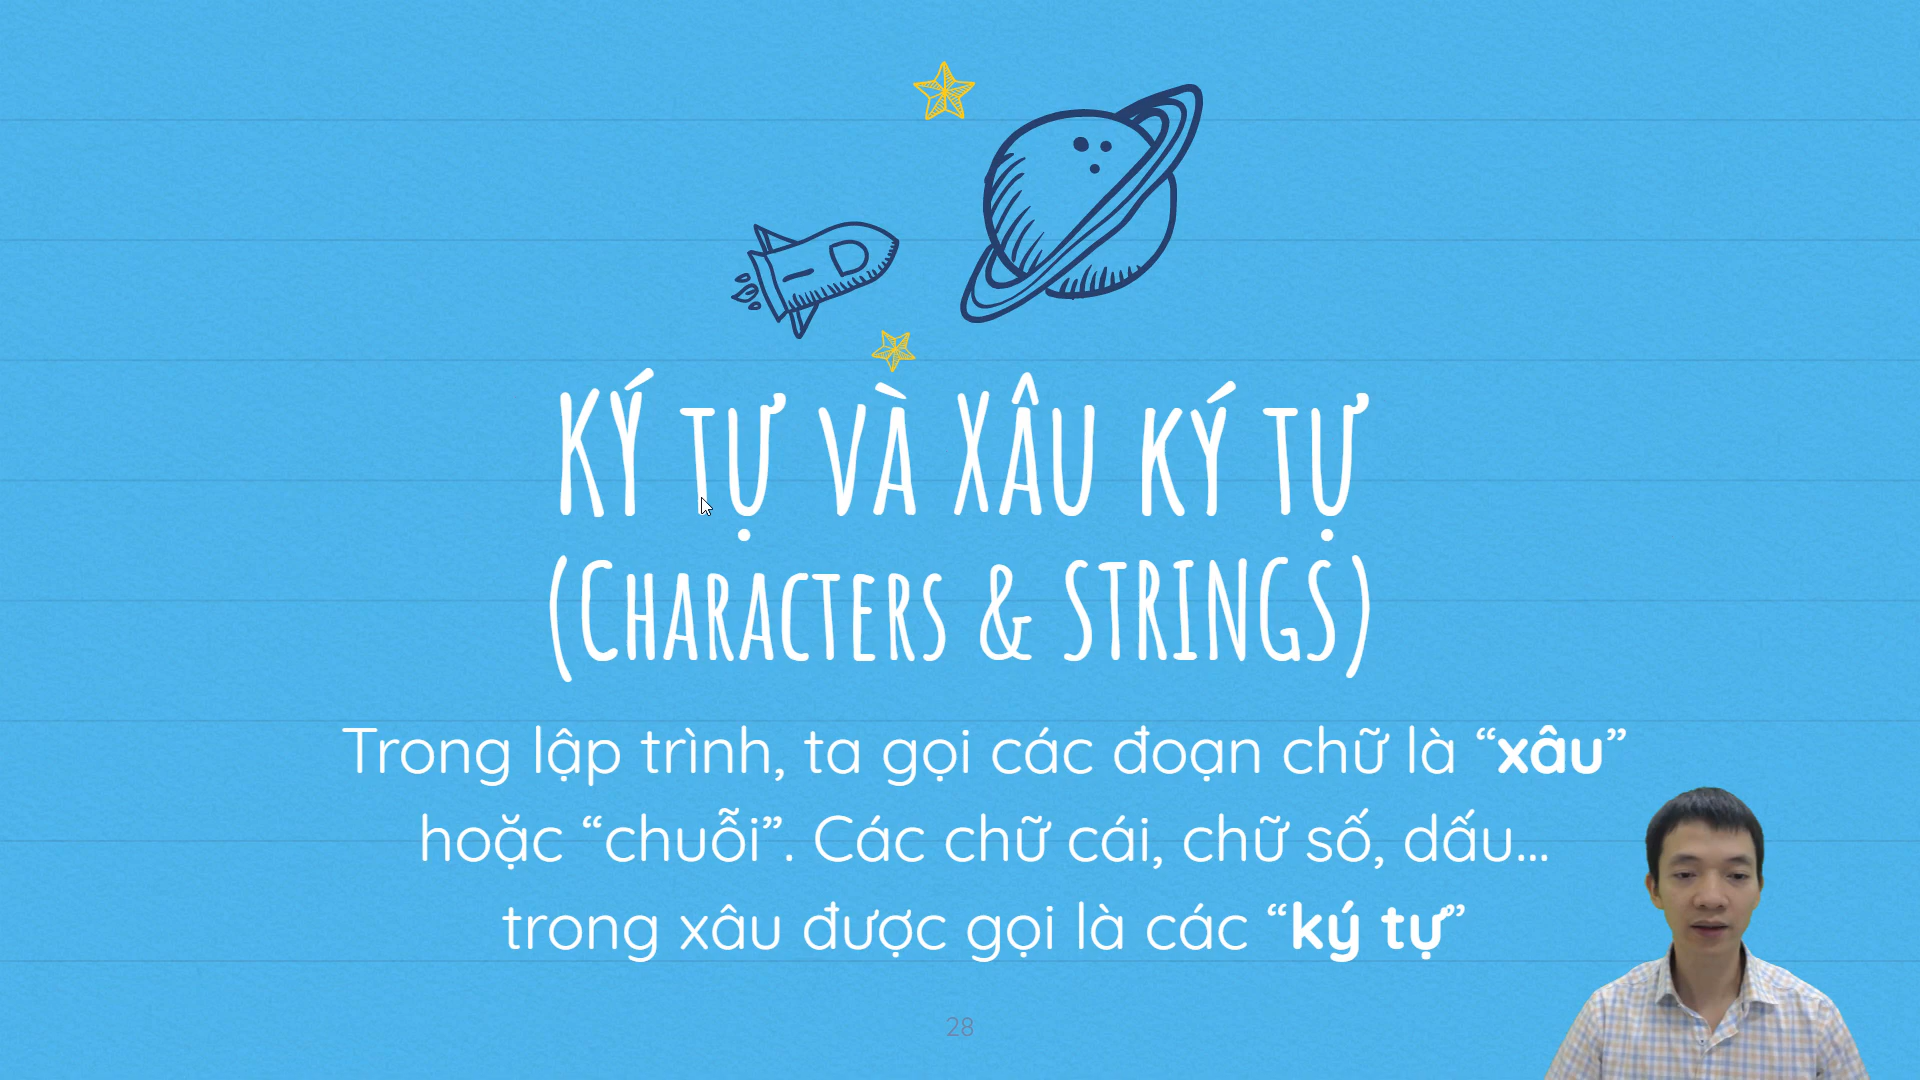 Ký tự và Xâu ký tự
(Characters & STRINGS)
Trong lập trình, ta gọi các đoạn chữ là “xâu”
hoặc “chuỗi”. Các chữ cái, chữ số, dấu...
trong xâu được gọi là các “ký tự”
28